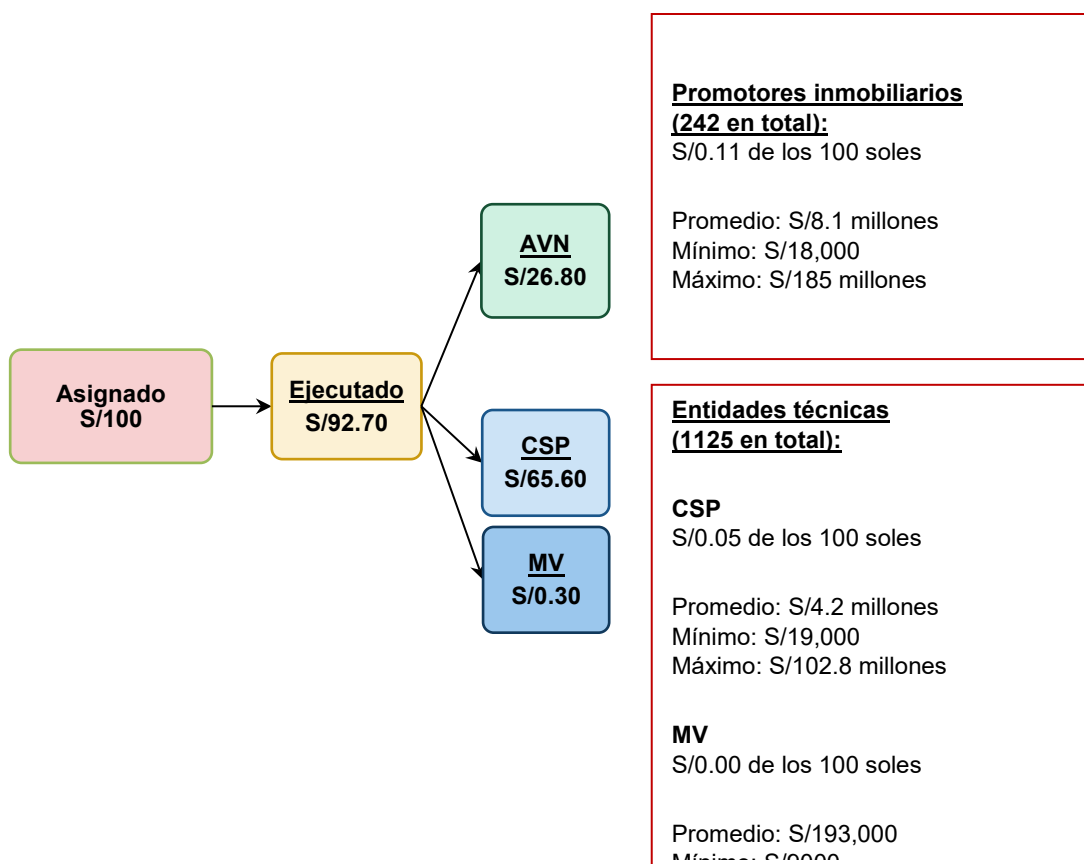 Asignado
S/100
Ejecutado
S/92.70
AVN
S/26.80
CSP
S/65.60
MV
S/0.30
Promotores inmobiliarios
(242 en total):
S/0.11 de los 100 soles
Promedio: S/8.1 millones
Mínimo: S/18,000
Máximo: S/185 millones
Entidades técnicas
(1125 en total):
CSP
S/0.05 de los 100 soles
Promedio: S/4.2 millones
Mínimo: S/19,000
Máximo: S/102.8 millones
MV
S/0.00 de los 100 soles
Promedio: S/193,000
Mínimo: S/9000